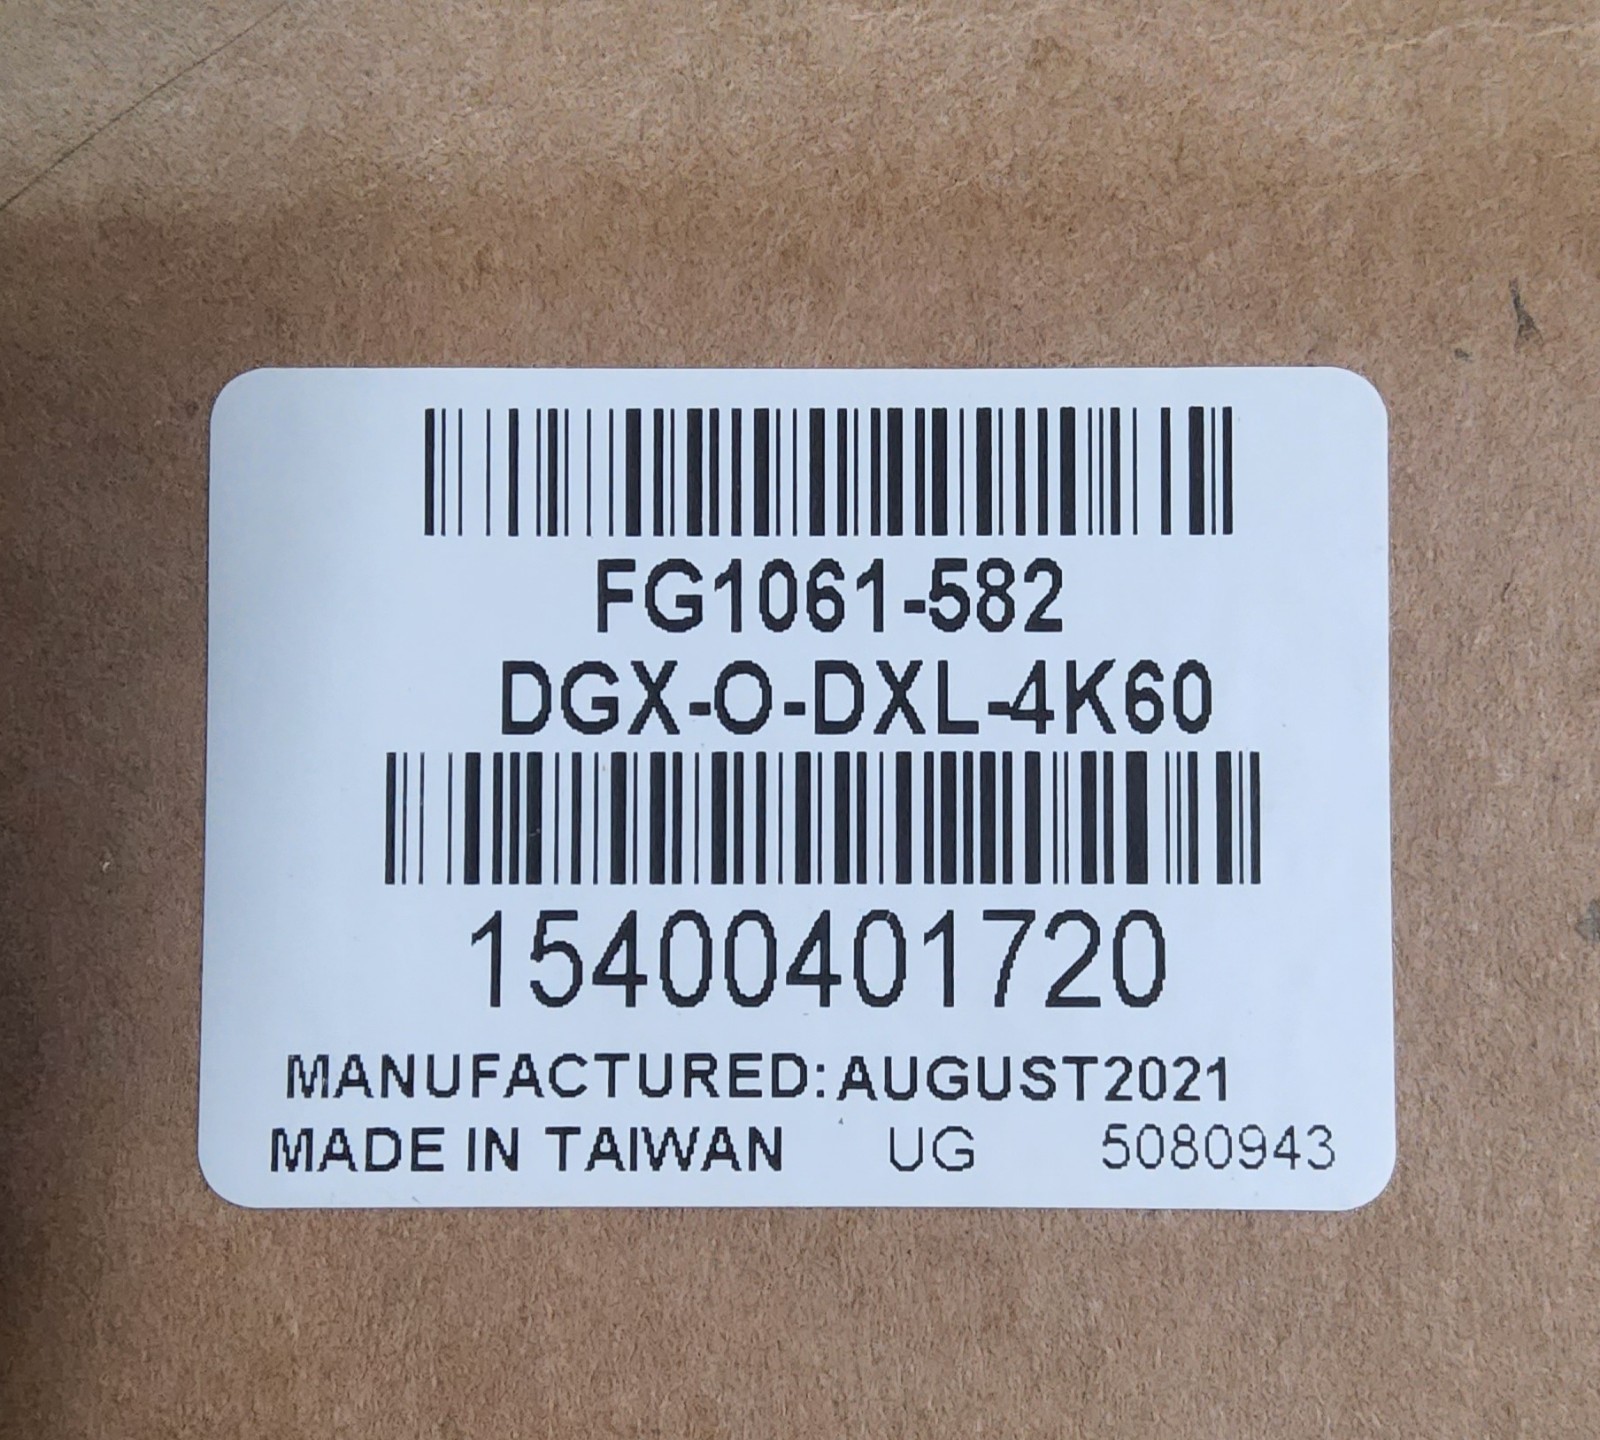 FG1061-582
DGX-O-DXL-4K60
15400401720
MANUFACTURED: AUGUST2021
MADE IN TAIWAN UG 5080943